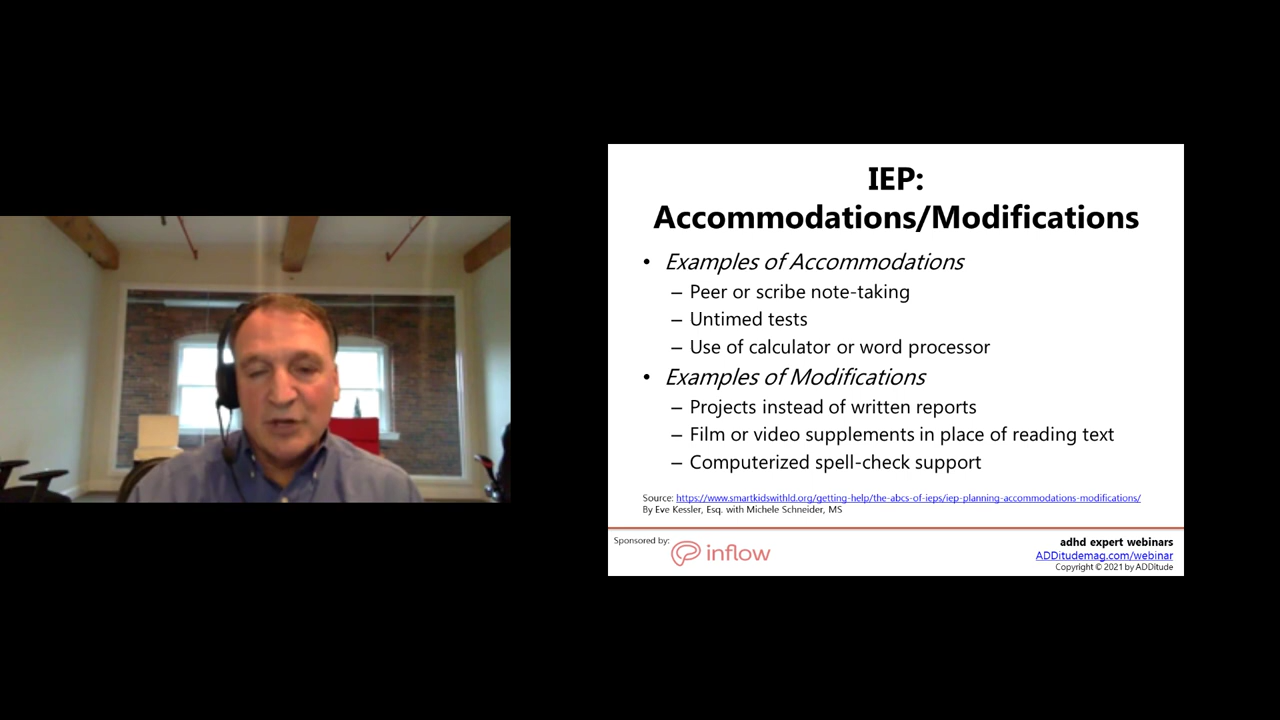 IEP:
Accommodations/Modifications
• Examples of Accommodations
– Peer or scribe note-taking
– Untimed tests
– Use of calculator or word processor
• Examples of Modifications
– Projects instead of written reports
– Film or video supplements in place of reading text
– Computerized spell-check support
Source: https://www.smartkidswithld.org/getting-help/the-abcs-of-ieps/iep-planning-accommodations-modifications/
By Eve Kessler, Esq. with Michele Schneider, MS
Sponsored by:
inflow
adhd expert webinars
ADDitudemag.com/webinar
Copyright © 2021 by ADDitude